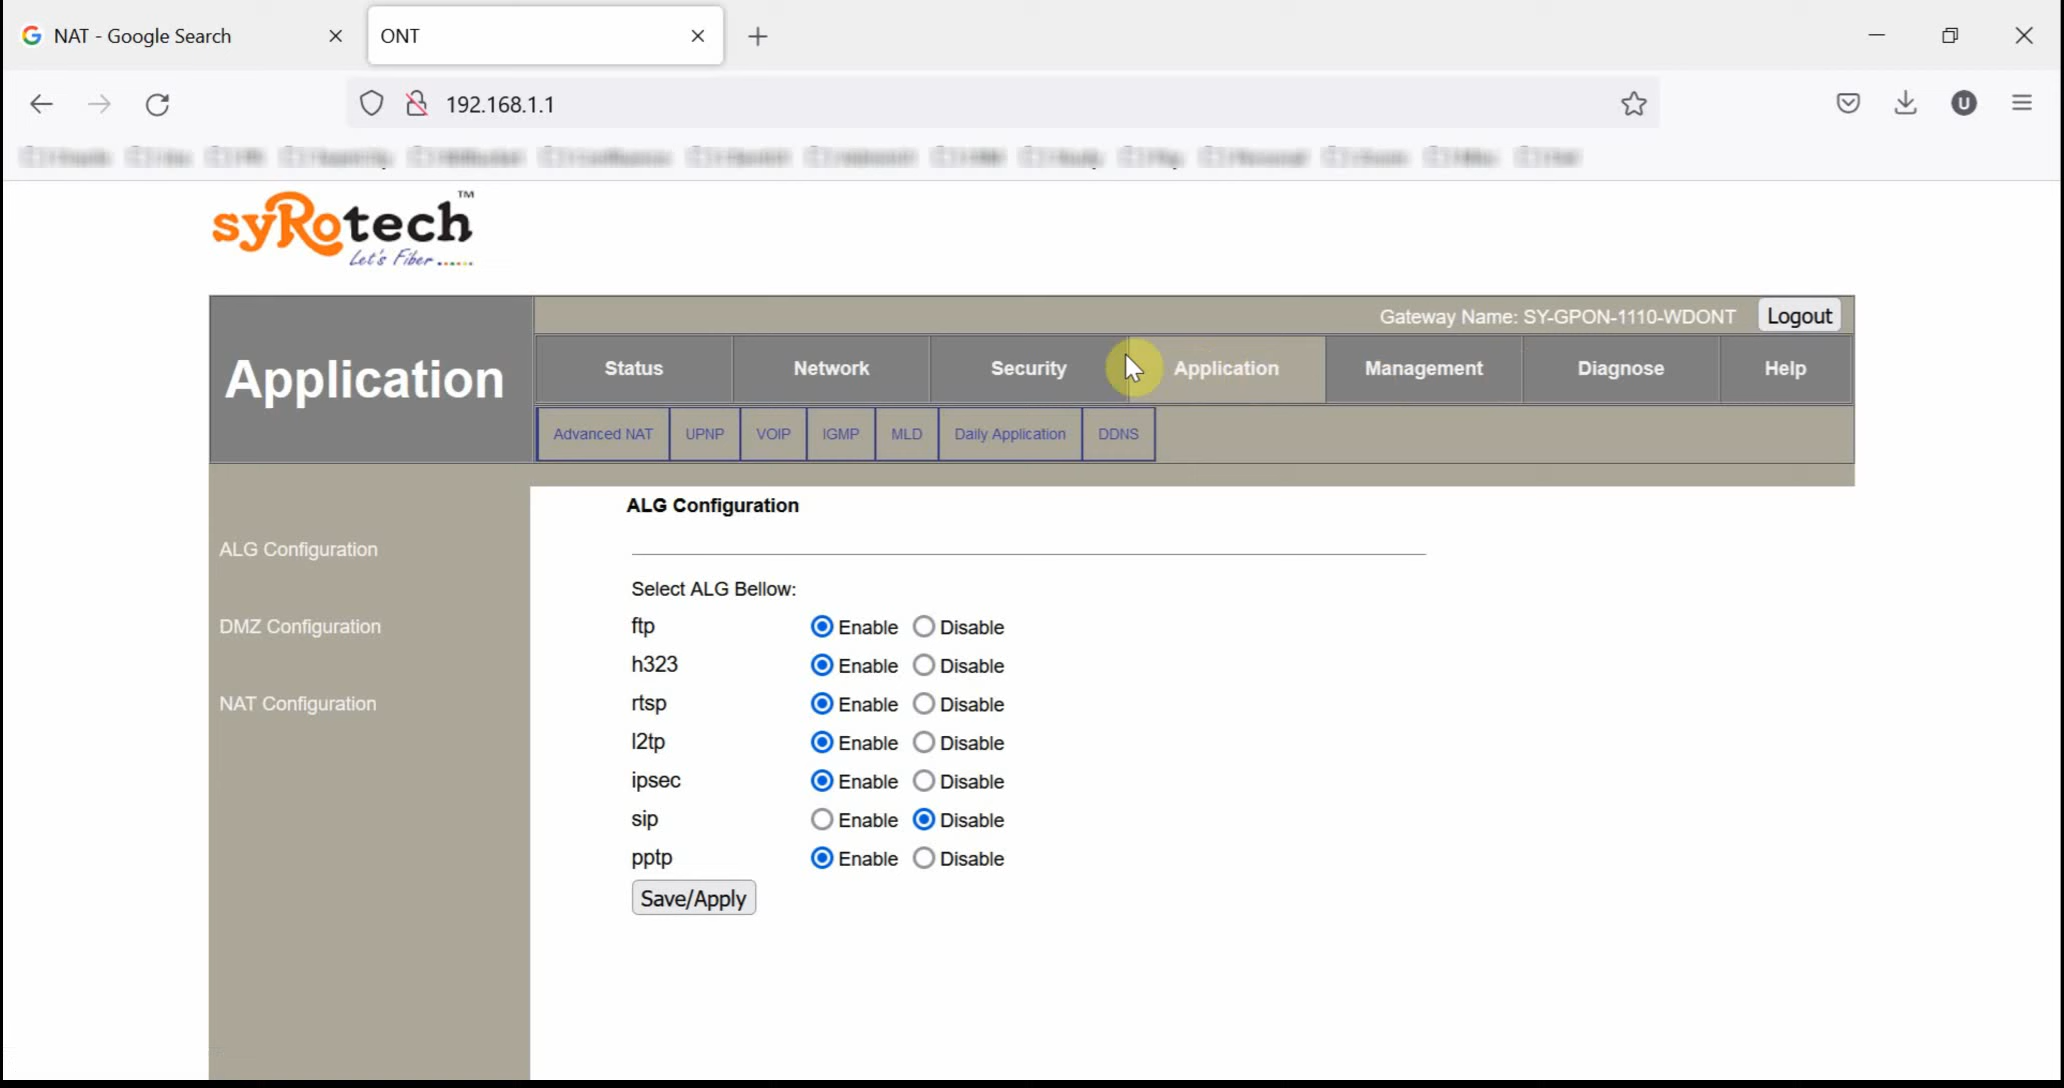 NAT - Google Search
ONT
192.168.1.1
U
syRotech™
Let's Fiber ......
Gateway Name: SY-GPON-1110-WDONT Logout
Application
Status Network Security Application Management Diagnose Help
Advanced NAT UPNP VOIP IGMP MLD Daily Application DDNS
ALG Configuration
DMZ Configuration
NAT Configuration
ALG Configuration
Select ALG Bellow:
ftp Enable Disable
h323 Enable Disable
rtsp Enable Disable
l2tp Enable Disable
ipsec Enable Disable
sip Enable Disable
pptp Enable Disable
Save/Apply